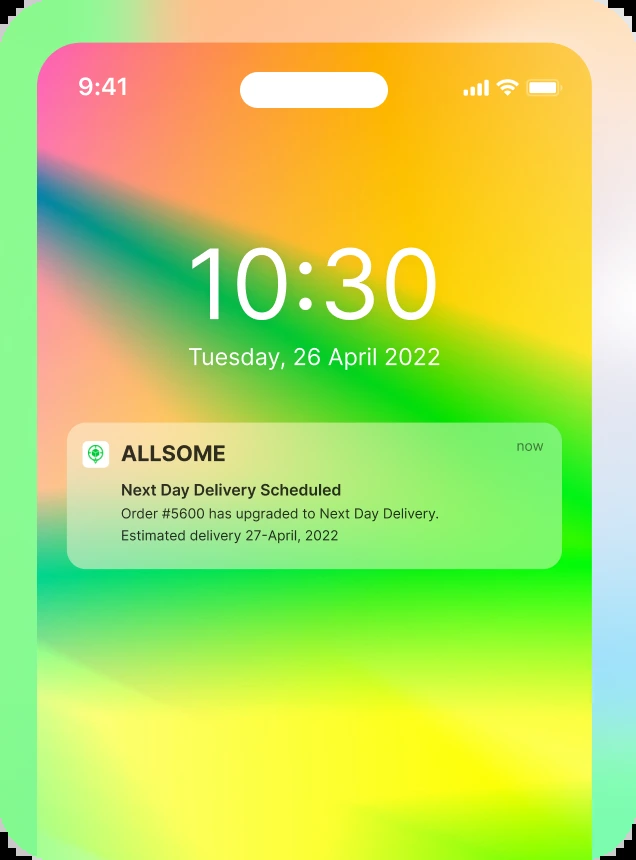 9:41
10:30
Tuesday, 26 April 2022
ALLSOME
now
Next Day Delivery Scheduled
Order #5600 has upgraded to Next Day Delivery.
Estimated delivery 27-April, 2022